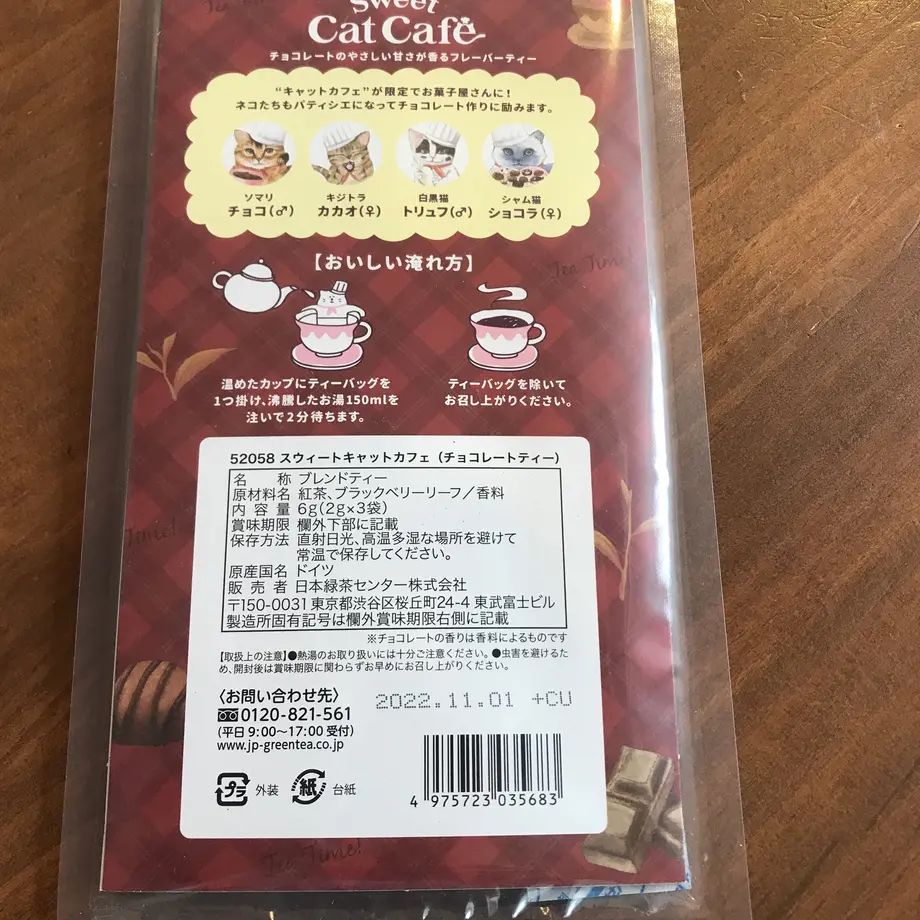 Tea Time!
Sweet
Cat Café
チョコレートのやさしい甘さが香るフレーバーティー
“キャットカフェ”が限定でお菓子屋さんに！
ネコたちもパティシエになってチョコレート作りに励みます。
ソマリ
チョコ(♂)
キジトラ
カカオ(♀)
白黒猫
トリュフ(♂)
シャム猫
ショコラ(♀)
【おいしい淹れ方】
Tea Time!
温めたカップにティーバッグを
1つ掛け、沸騰したお湯150mlを
注いで2分待ちます。
ティーバッグを除いて
お召し上がりください。
52058 スウィートキャットカフェ（チョコレートティー）
名称 ブレンドティー
原材料名 紅茶、ブラックベリーリーフ／香料
内容量 6g(2g×3袋)
賞味期限 欄外下部に記載
保存方法 直射日光、高温多湿な場所を避けて
常温で保存してください。
原産国名 ドイツ
販売者 日本緑茶センター株式会社
〒150-0031 東京都渋谷区桜丘町24-4 東武富士ビル
製造所固有記号は欄外賞味期限右側に記載
※チョコレートの香りは香料によるものです
【取扱上の注意】●熱湯のお取り扱いには十分ご注意ください。●虫害を避けるた
め、開封後は賞味期限に関わらずお早めにお召し上がりください。
Time!
〈お問い合わせ先〉
0120-821-561
(平日 9:00〜17:00 受付)
www.jp-greentea.co.jp
2022.11.01 +CU
プラ 外装 紙 台紙
4 975723 035683
Tea Time!